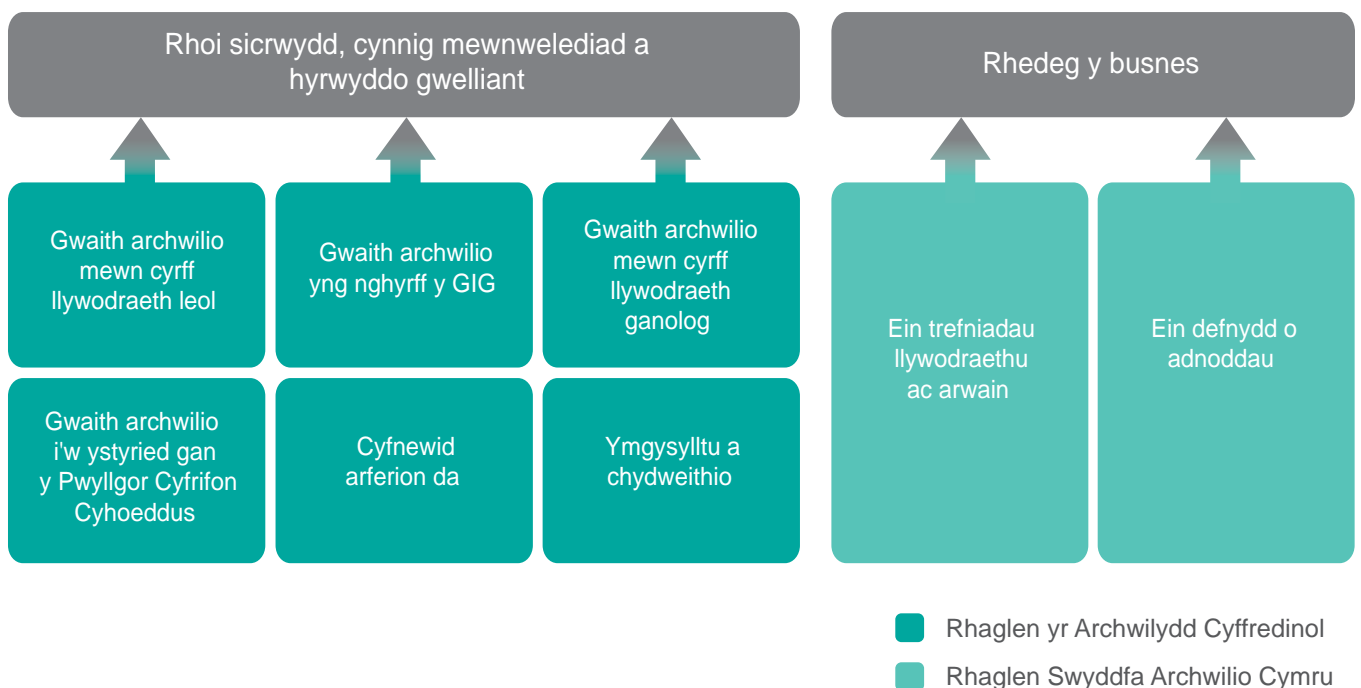 Rhoi sicrwydd, cynnig mewnwelediad a
hyrwyddo gwelliant
Rhedeg y busnes
Gwaith archwilio
mewn cyrff
llywodraeth leol
Gwaith archwilio
yng nghyrff y GIG
Gwaith archwilio
mewn cyrff
llywodraeth
ganolog
Ein trefniadau
llywodraethu
ac arwain
Ein defnydd o
adnoddau
Gwaith archwilio
i'w ystyried gan
y Pwyllgor Cyfrifon
Cyhoeddus
Cyfnewid
arferion da
Ymgysylltu a
chydweithio
Rhaglen yr Archwilydd Cyffredinol
Rhaglen Swyddfa Archwilio Cymru